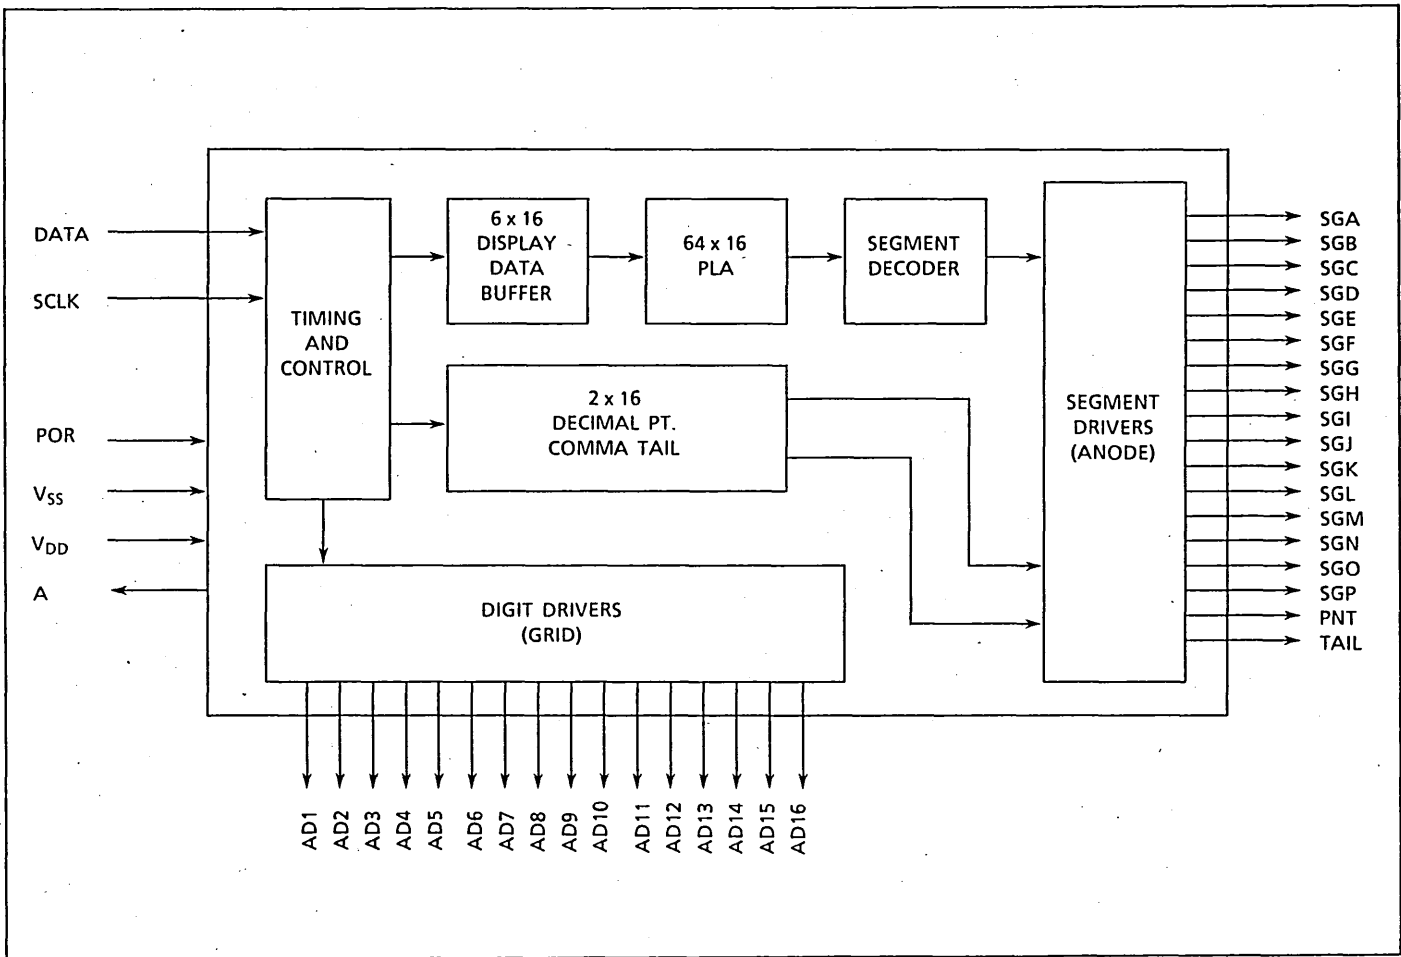 DATA
SCLK
POR
VSS
VDD
A
TIMING
AND
CONTROL
6 x 16
DISPLAY
DATA
BUFFER
64 x 16
PLA
SEGMENT
DECODER
2 x 16
DECIMAL PT.
COMMA TAIL
SEGMENT
DRIVERS
(ANODE)
DIGIT DRIVERS
(GRID)
SGA
SGB
SGC
SGD
SGE
SGF
SGG
SGH
SGI
SGJ
SGK
SGL
SGM
SGN
SGO
SGP
PNT
TAIL
AD1
AD2
AD3
AD4
AD5
AD6
AD7
AD8
AD9
AD10
AD11
AD12
AD13
AD14
AD15
AD16